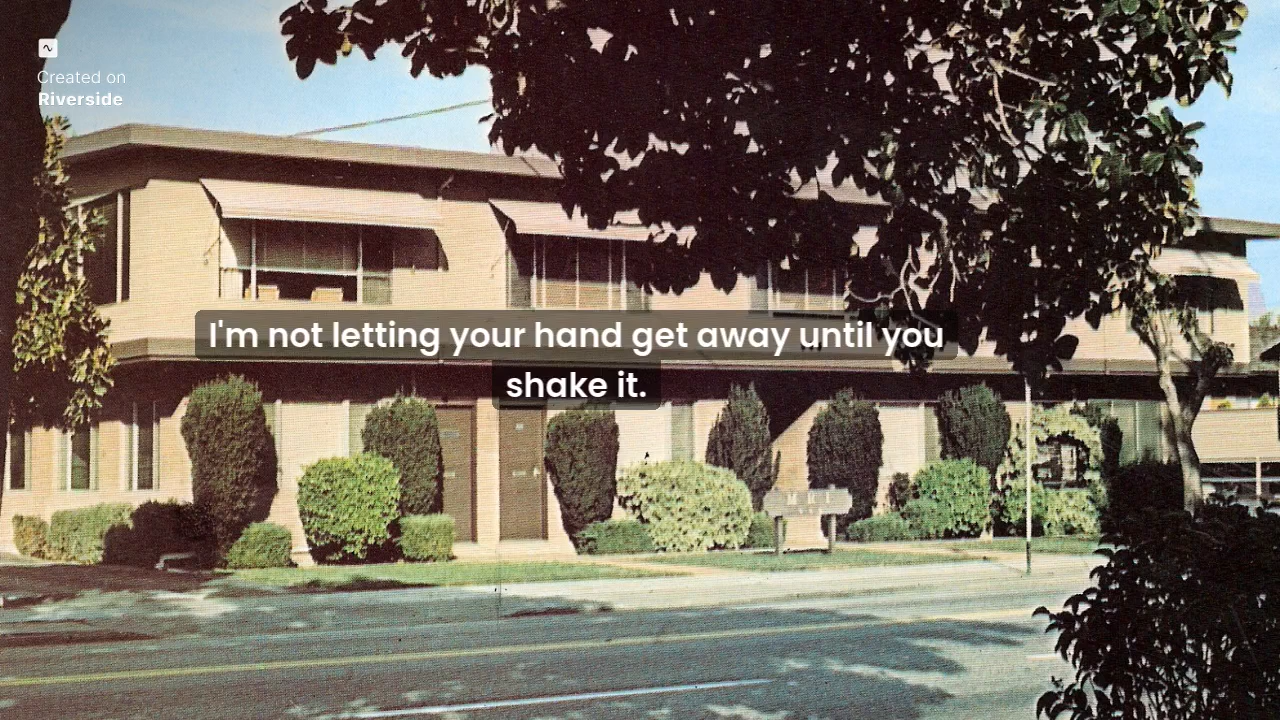 Created on
Riverside
I'm not letting your hand get away until you
shake it.